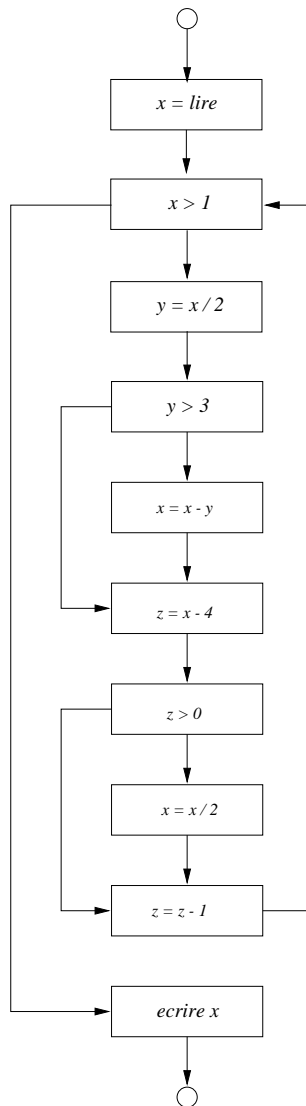 x = lire
x > 1
y = x / 2
y > 3
x = x - y
z = x - 4
z > 0
x = x / 2
z = z - 1
ecrire x